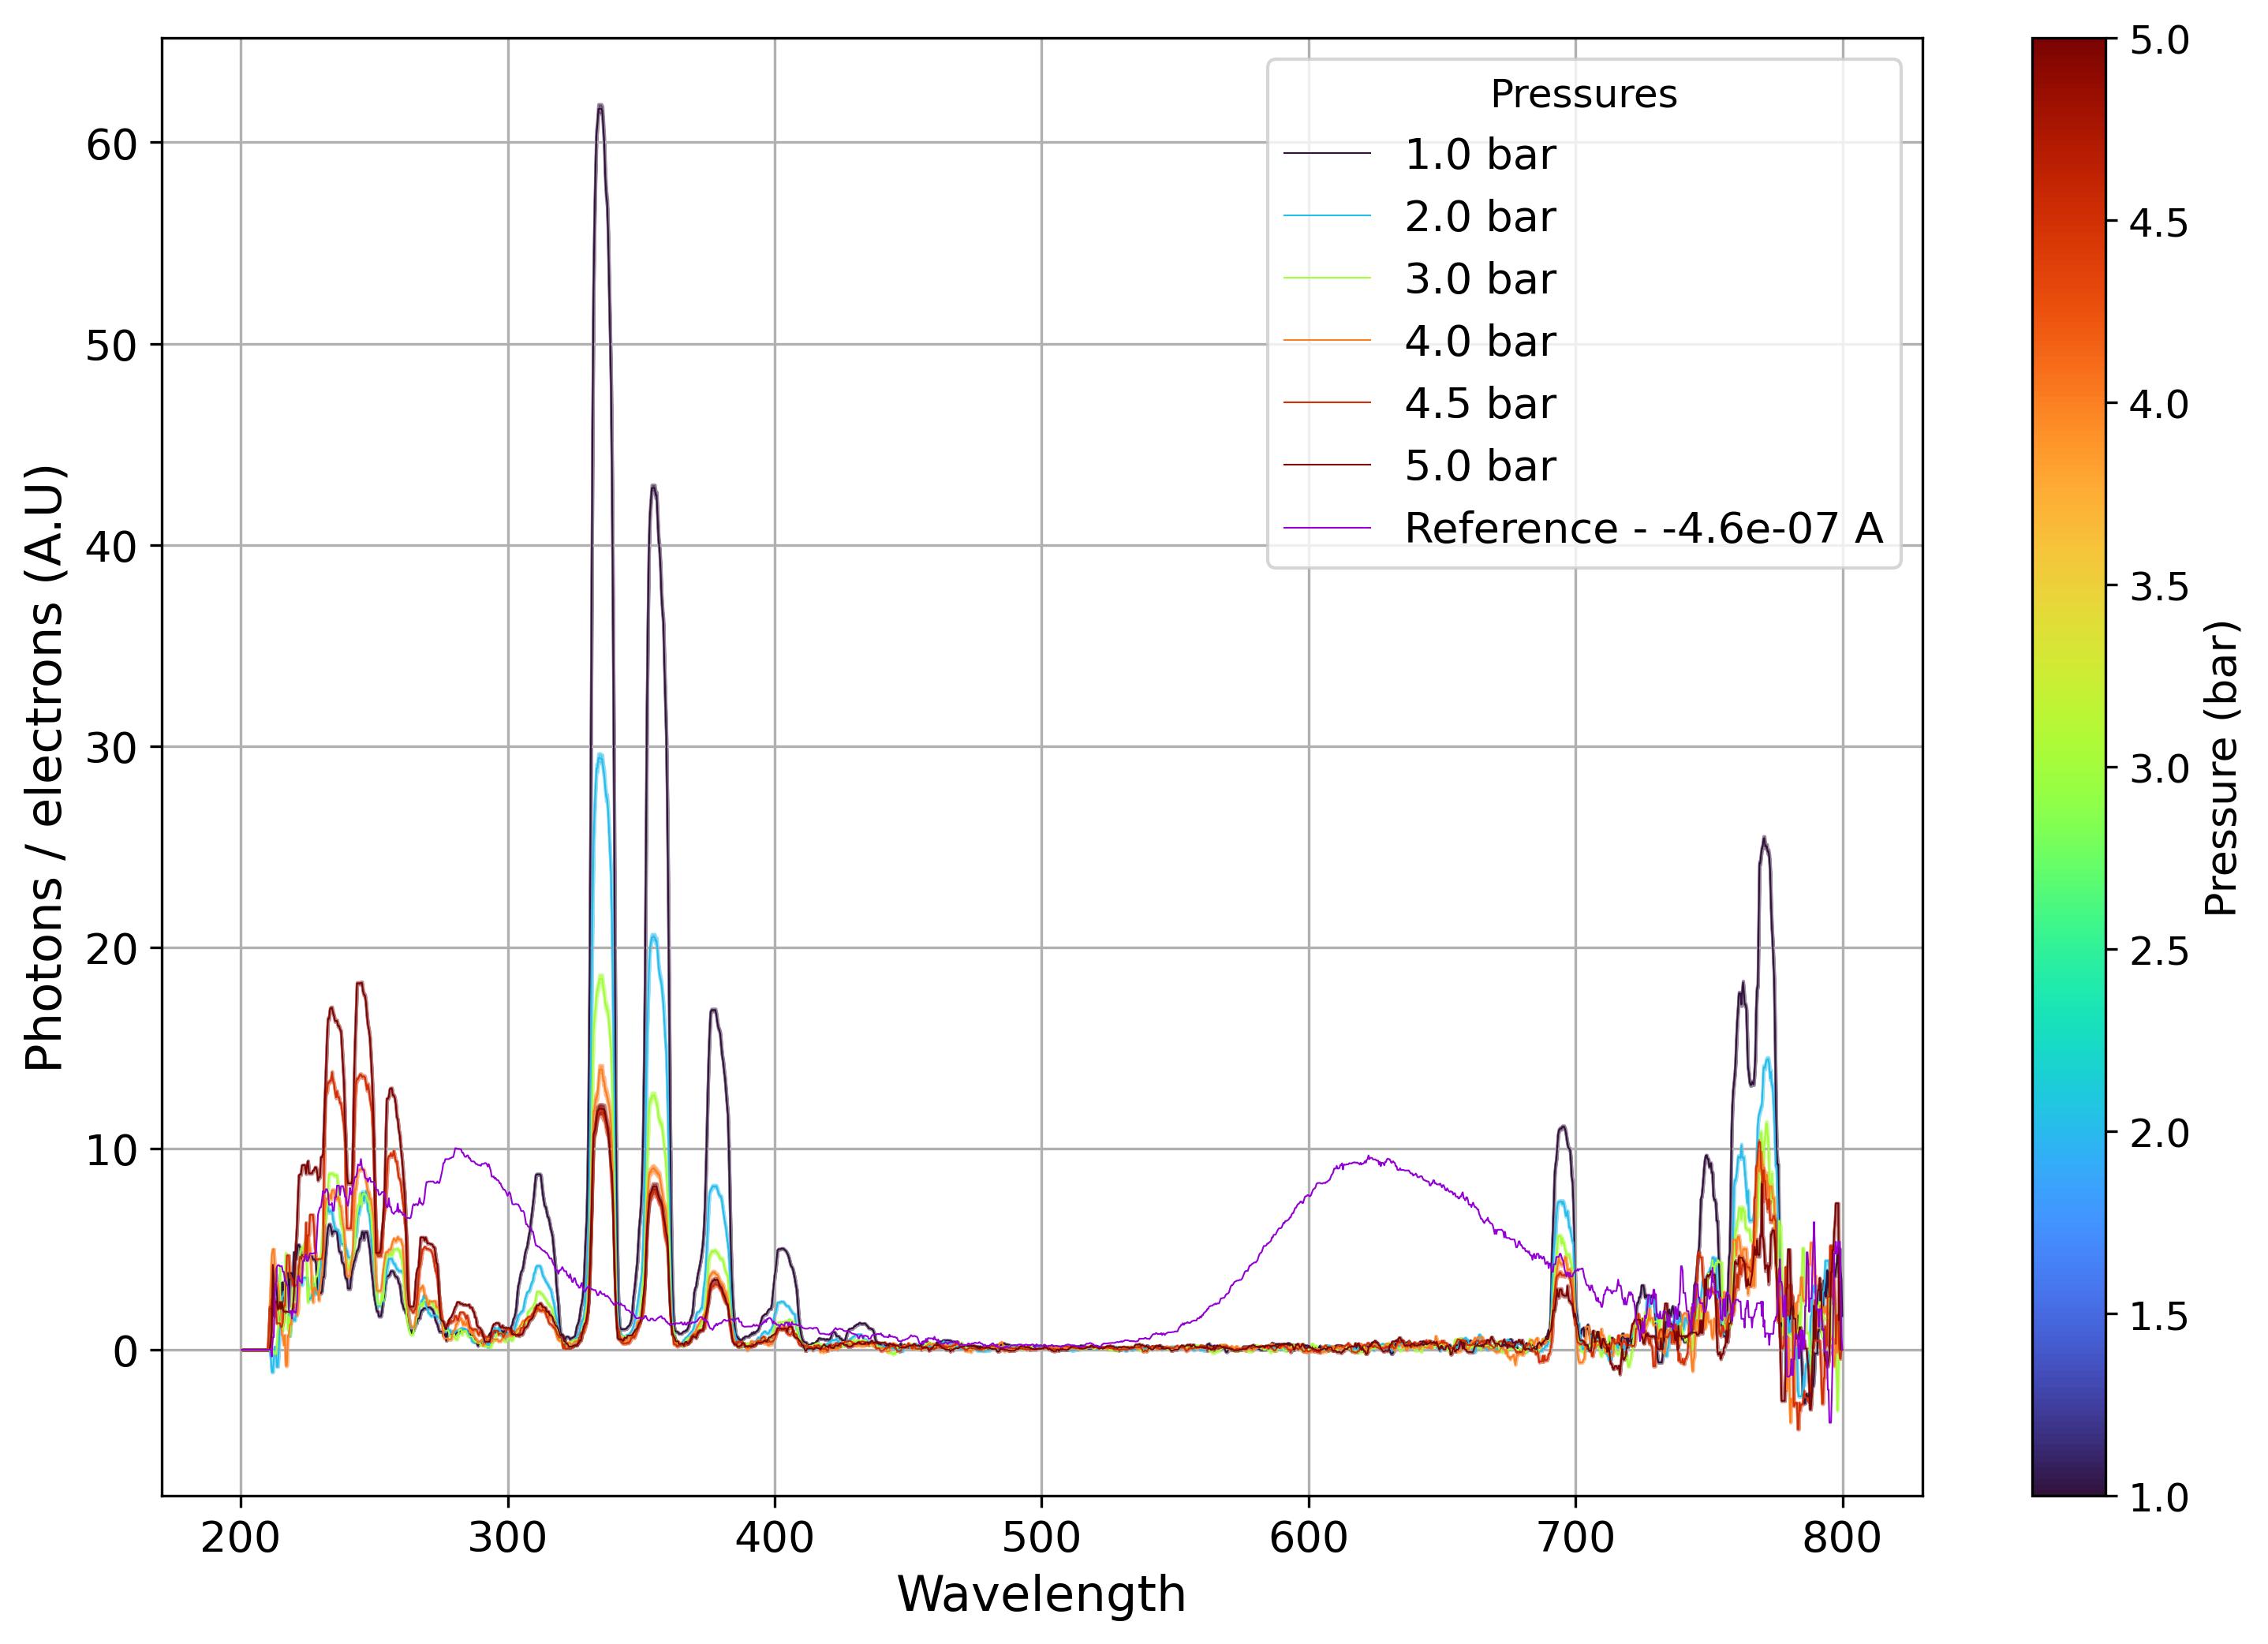 Photons / electrons (A.U)
60
50
40
30
20
10
0
200
300
400
500
600
700
800
Wavelength
Pressures
1.0 bar
2.0 bar
3.0 bar
4.0 bar
4.5 bar
5.0 bar
Reference - -4.6e-07 A
5.0
4.5
4.0
3.5
3.0
2.5
2.0
1.5
1.0
Pressure (bar)